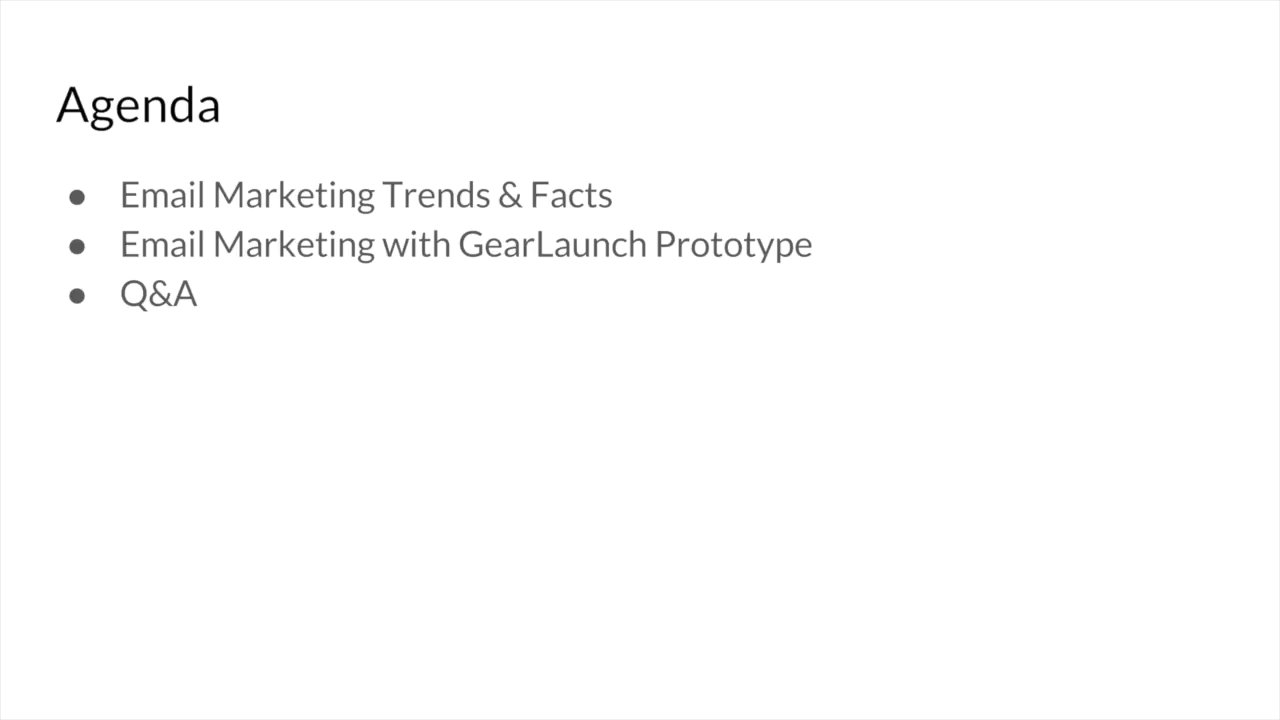 Agenda
● Email Marketing Trends & Facts
● Email Marketing with GearLaunch Prototype
● Q&A